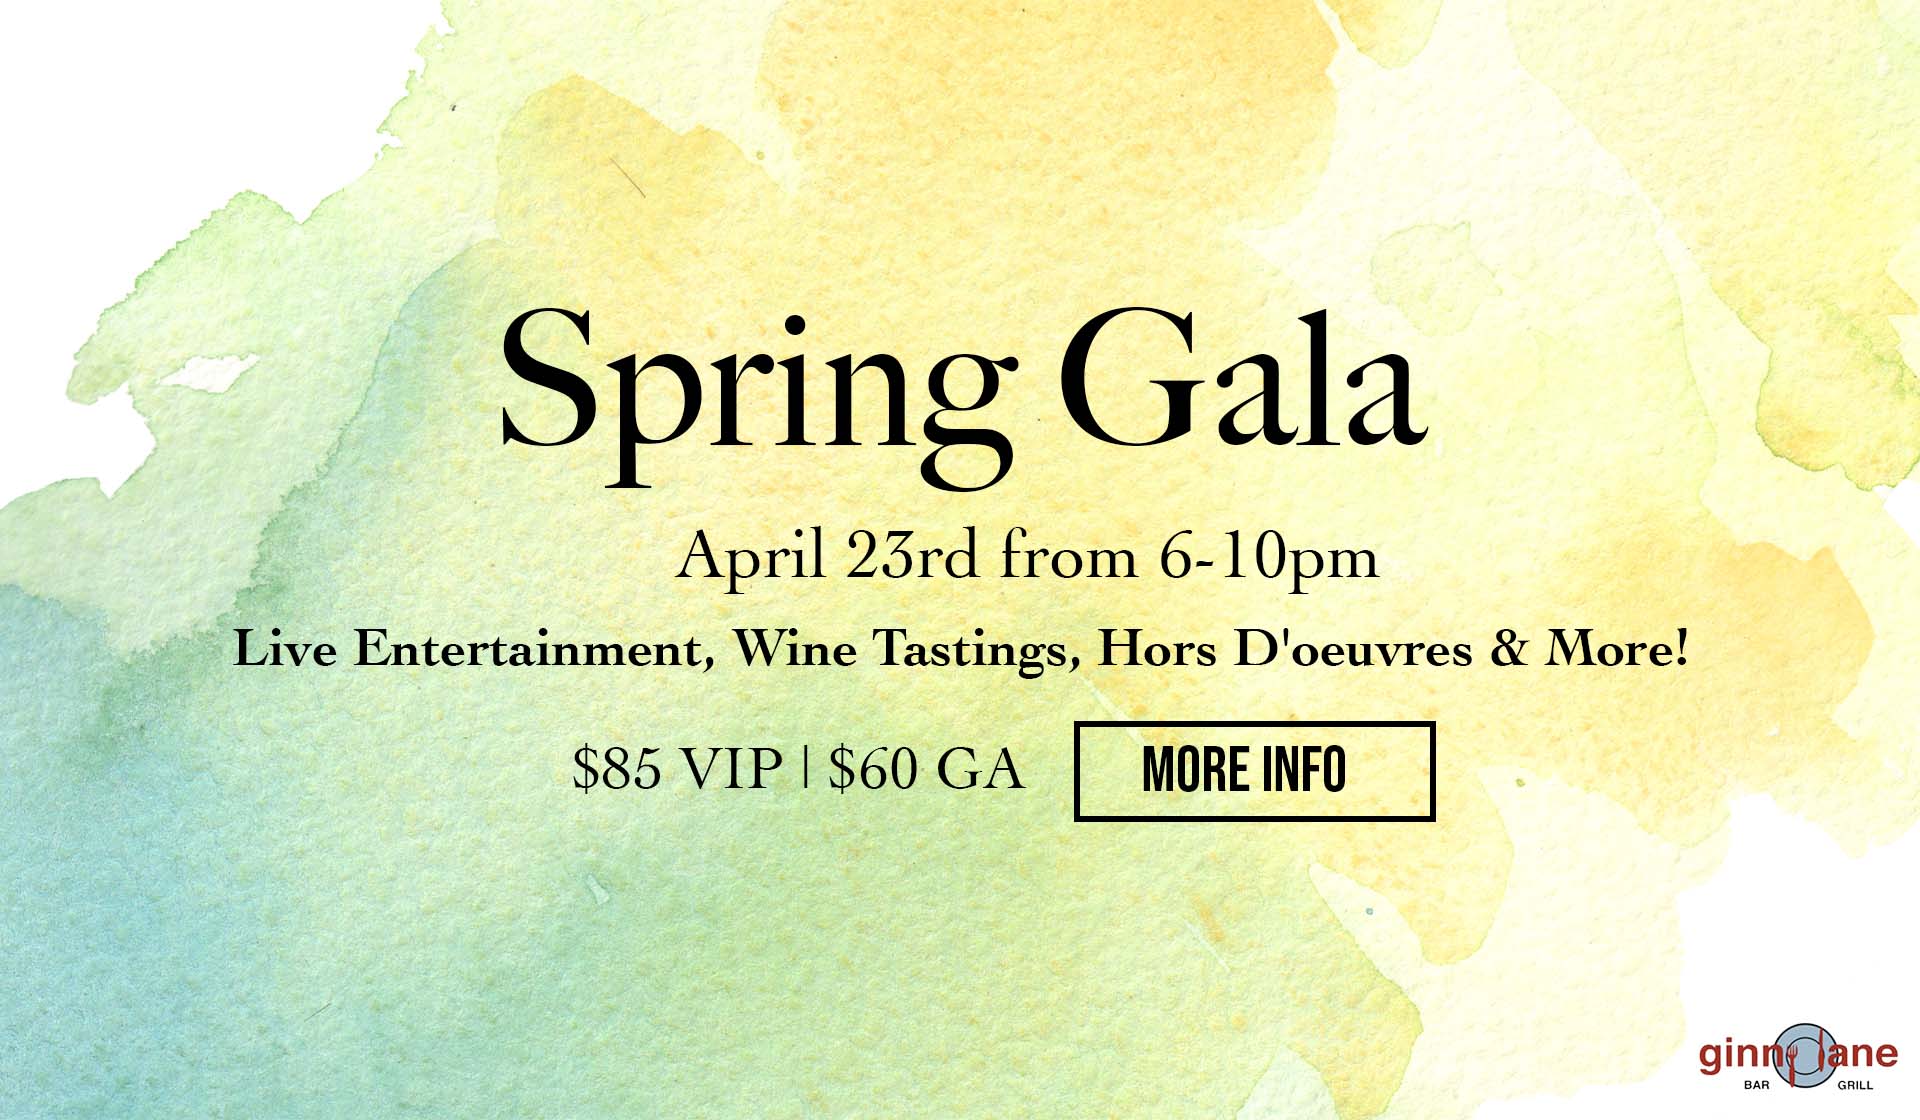 Spring Gala
April 23rd from 6-10pm
Live Entertainment, Wine Tastings, Hors D'oeuvres & More!
$85 VIP | $60 GA
MORE INFO
ginny lane
BAR GRILL